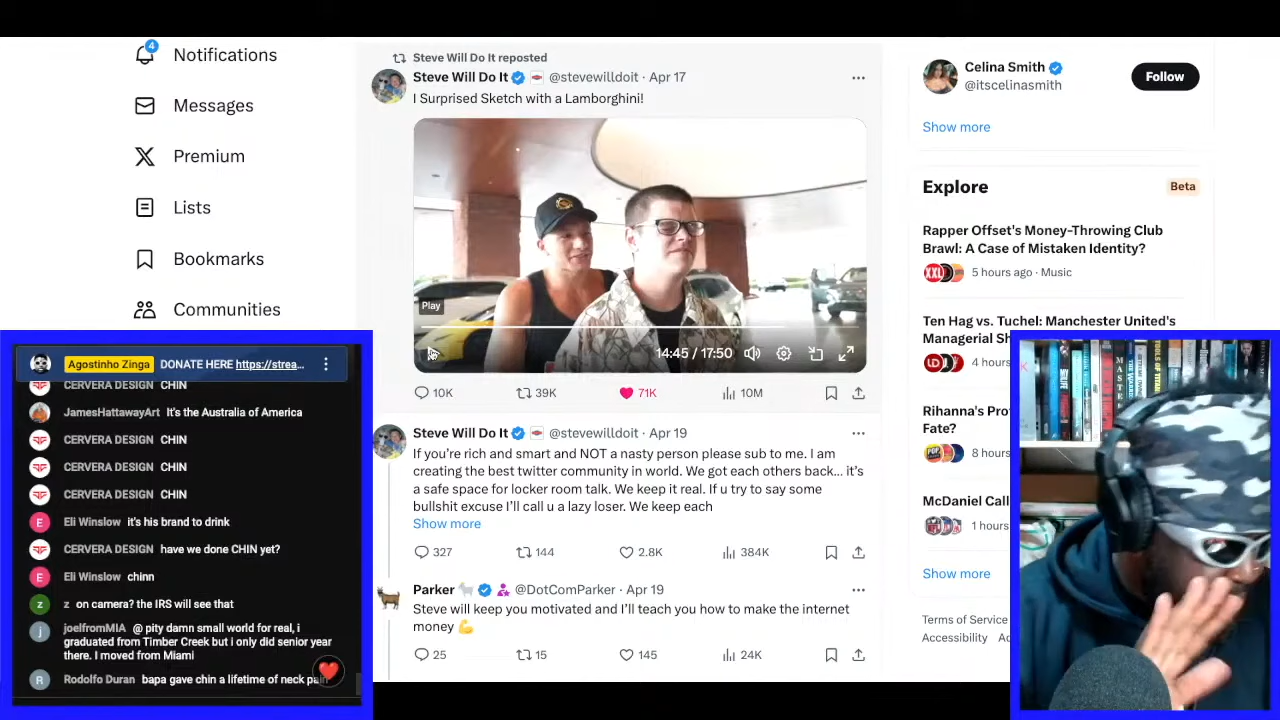 4
Notifications
Messages
Premium
Lists
Bookmarks
Communities
Steve Will Do It reposted
Steve Will Do It @stevewilldoit · Apr 17
I Surprised Sketch with a Lamborghini!
Play
14:45 / 17:50
10K 39K 71K 10M
Steve Will Do It @stevewilldoit · Apr 19
If you're rich and smart and NOT a nasty person please sub to me. I am
creating the best twitter community in world. We got each others back... it's
a safe space for locker room talk. We keep it real. If u try to say some
bullshit excuse I'll call u a lazy loser. We keep each
Show more
327 144 2.8K 384K
Parker @DotComParker · Apr 19
Steve will keep you motivated and I'll teach you how to make the internet
money 💪
25 15 145 24K
Celina Smith
@itscelinasmith
Follow
Show more
Explore
Beta
Rapper Offset's Money-Throwing Club
Brawl: A Case of Mistaken Identity?
XXL
5 hours ago · Music
Ten Hag vs. Tuchel: Manchester United's
Managerial Sh
4 hours
Rihanna's Pro
Fate?
8 hours
McDaniel Call
1 hours
Show more
Terms of Service
Accessibility
Agostinho Zinga DONATE HERE https://strea...
CERVERA DESIGN CHIN
JamesHattawayArt It's the Australia of America
CERVERA DESIGN CHIN
CERVERA DESIGN CHIN
CERVERA DESIGN CHIN
E Eli Winslow it's his brand to drink
CERVERA DESIGN have we done CHIN yet?
E Eli Winslow chinn
z z on camera? the IRS will see that
j joelfromMIA @ pity damn small world for real, i
graduated from Timber Creek but i only did senior year
there. I moved from Miami
R Rodolfo Duran bapa gave chin a lifetime of neck pain